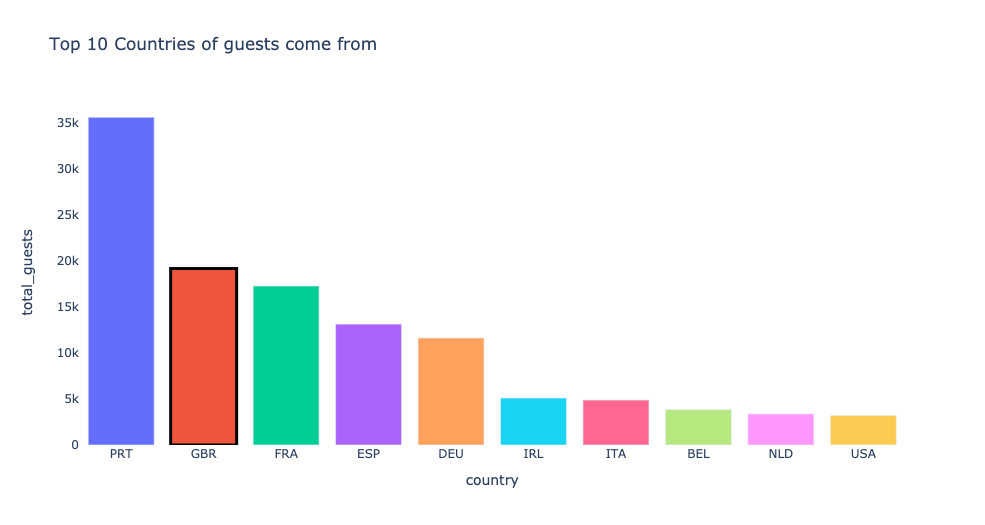 Top 10 Countries of guests come from
35k
30k
25k
20k
15k
10k
5k
0
total_guests
PRT GBR FRA ESP DEU IRL ITA BEL NLD USA
country